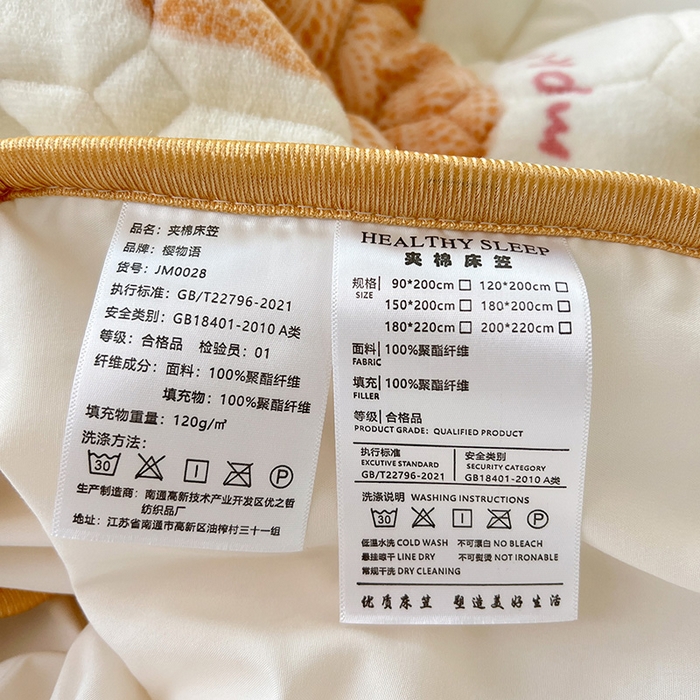 品名：夹棉床笠
品牌：樱物语
货号：JM0028
执行标准：GB/T22796-2021
安全类别：GB18401-2010 A类
等级：合格品 检验员：01
纤维成分：面料：100%聚酯纤维
填充物：100%聚酯纤维
填充物重量：120g/㎡
洗涤方法：
30 P
生产制造商：南通高新技术产业开发区优之哲
纺织品厂
地址：江苏省南通市高新区油榨村三十一组
HEALTHY SLEEP
夹棉床笠
规格 90*200cm 120*200cm
SIZE 150*200cm 180*200cm
180*220cm 200*220cm
面料 100%聚酯纤维
FABRIC
填充 100%聚酯纤维
FILLER
等级 合格品
PRODUCT GRADE: QUALIFIED PRODUCT
执行标准 安全类别
EXCUTIVE STANDARD SECURITY CATEGORY
GB/T22796-2021 GB18401-2010 A类
洗涤说明 WASHING INSTRUCTIONS
30 P
低温水洗 COLD WASH 不可漂白 NO BLEACH
悬挂晾干 LINE DRY 不可熨烫 NOT IRONABLE
常规干洗 DRY CLEANING
优质床笠 塑造美好生活